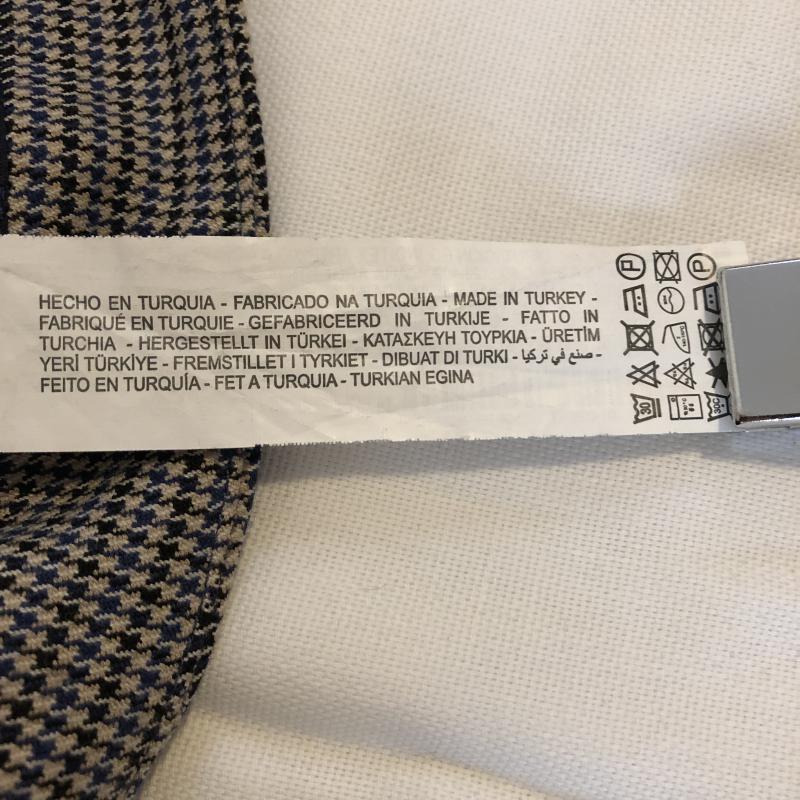 HECHO EN TURQUIA - FABRICADO NA TURQUIA - MADE IN TURKEY -
FABRIQUÉ EN TURQUIE - GEFABRICEERD IN TURKIJE - FATTO IN
TURCHIA - HERGESTELLT IN TÜRKEI - ΚΑΤΑΣΚΕΥΗ ΤΟΥΡΚΙΑ - ÜRETİM
YERİ TÜRKİYE - FREMSTILLET I TYRKIET - DIBUAT DI TURKI - صنع في تركيا -
FEITO EN TURQUÍA - FET A TURQUIA - TURKIAN EGINA
P P
30 30C